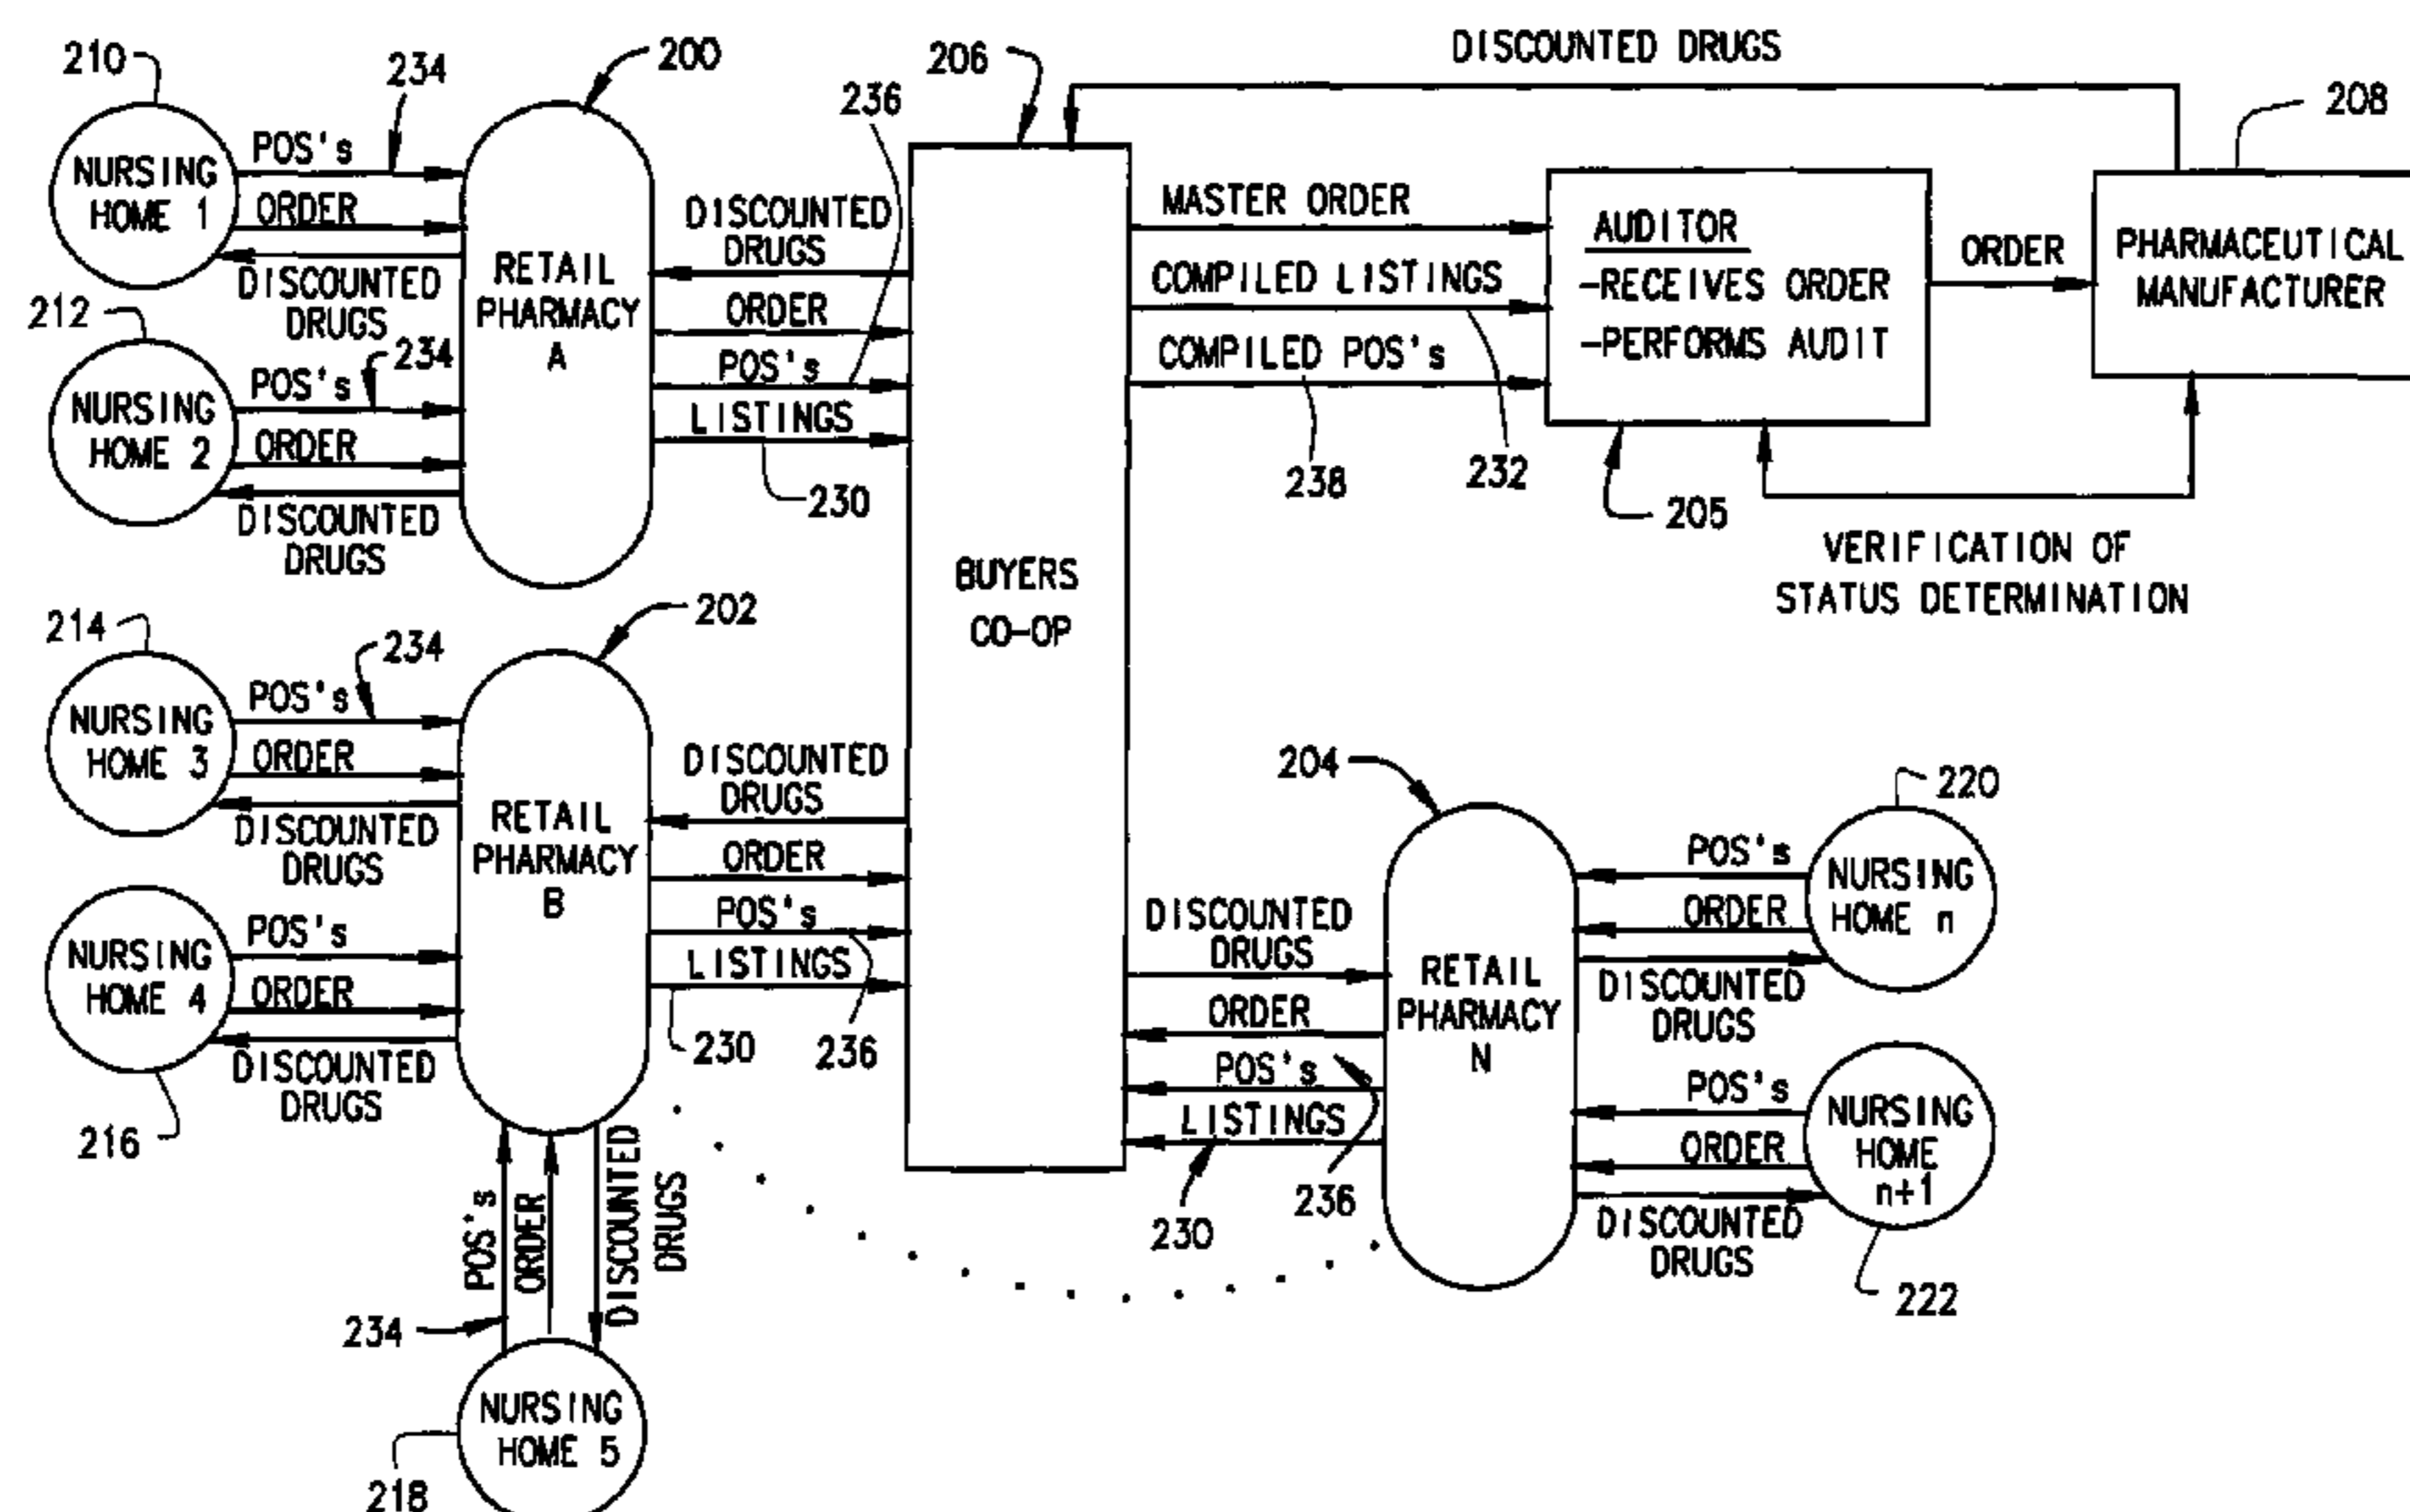 210
234
200
236
206
DISCOUNTED DRUGS
208
NURSING
HOME 1
POS's
ORDER
DISCOUNTED
DRUGS
212
234
NURSING
HOME 2
POS's
ORDER
DISCOUNTED
DRUGS
RETAIL
PHARMACY
A
DISCOUNTED
DRUGS
ORDER
POS's
LISTINGS
230
BUYERS
CO-OP
MASTER ORDER
COMPILED LISTINGS
COMPILED POS's
238
232
AUDITOR
-RECEIVES ORDER
-PERFORMS AUDIT
205
ORDER
PHARMACEUTICAL
MANUFACTURER
VERIFICATION OF
STATUS DETERMINATION
214
234
202
NURSING
HOME 3
POS's
ORDER
DISCOUNTED
DRUGS
NURSING
HOME 4
POS's
ORDER
DISCOUNTED
DRUGS
216
RETAIL
PHARMACY
B
DISCOUNTED
DRUGS
ORDER
POS's
LISTINGS
230
236
POS's
ORDER
DISCOUNTED
DRUGS
234
NURSING
HOME 5
218
204
220
DISCOUNTED
DRUGS
ORDER
POS's
LISTINGS
230
236
RETAIL
PHARMACY
N
POS's
ORDER
DISCOUNTED
DRUGS
NURSING
HOME n
POS's
ORDER
DISCOUNTED
DRUGS
NURSING
HOME
n+1
222